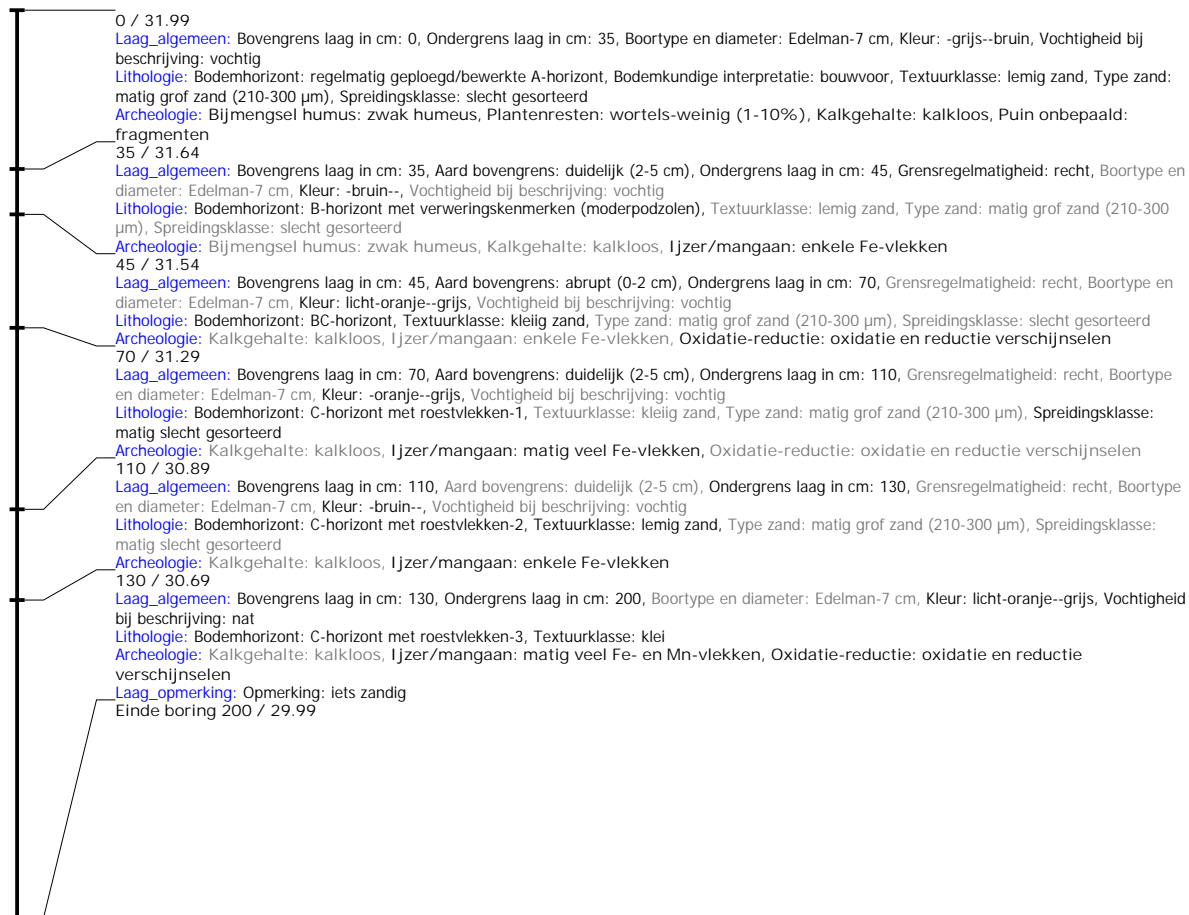 0 / 31.99
Laag_algemeen: Bovengrens laag in cm: 0, Ondergrens laag in cm: 35, Boortype en diameter: Edelman-7 cm, Kleur: -grijs--bruin, Vochtigheid bij
beschrijving: vochtig
Lithologie: Bodemhorizont: regelmatig geploegd/bewerkte A-horizont, Bodemkundige interpretatie: bouwvoor, Textuurklasse: lemig zand, Type zand:
matig grof zand (210-300 µm), Spreidingsklasse: slecht gesorteerd
Archeologie: Bijmengsel humus: zwak humeus, Plantenresten: wortels-weinig (1-10%), Kalkgehalte: kalkloos, Puin onbepaald:
fragmenten
35 / 31.64
Laag_algemeen: Bovengrens laag in cm: 35, Aard bovengrens: duidelijk (2-5 cm), Ondergrens laag in cm: 45, Grensregelmatigheid: recht, Boortype en
diameter: Edelman-7 cm, Kleur: -bruin--, Vochtigheid bij beschrijving: vochtig
Lithologie: Bodemhorizont: B-horizont met verweringskenmerken (moderpodzolen), Textuurklasse: lemig zand, Type zand: matig grof zand (210-300
µm), Spreidingsklasse: slecht gesorteerd
Archeologie: Bijmengsel humus: zwak humeus, Kalkgehalte: kalkloos, Ijzer/mangaan: enkele Fe-vlekken
45 / 31.54
Laag_algemeen: Bovengrens laag in cm: 45, Aard bovengrens: abrupt (0-2 cm), Ondergrens laag in cm: 70, Grensregelmatigheid: recht, Boortype en
diameter: Edelman-7 cm, Kleur: licht-oranje--grijs, Vochtigheid bij beschrijving: vochtig
Lithologie: Bodemhorizont: BC-horizont, Textuurklasse: kleiig zand, Type zand: matig grof zand (210-300 µm), Spreidingsklasse: slecht gesorteerd
Archeologie: Kalkgehalte: kalkloos, Ijzer/mangaan: enkele Fe-vlekken, Oxidatie-reductie: oxidatie en reductie verschijnselen
70 / 31.29
Laag_algemeen: Bovengrens laag in cm: 70, Aard bovengrens: duidelijk (2-5 cm), Ondergrens laag in cm: 110, Grensregelmatigheid: recht, Boortype
en diameter: Edelman-7 cm, Kleur: -oranje--grijs, Vochtigheid bij beschrijving: vochtig
Lithologie: Bodemhorizont: C-horizont met roestvlekken-1, Textuurklasse: kleiig zand, Type zand: matig grof zand (210-300 µm), Spreidingsklasse:
matig slecht gesorteerd
Archeologie: Kalkgehalte: kalkloos, Ijzer/mangaan: matig veel Fe-vlekken, Oxidatie-reductie: oxidatie en reductie verschijnselen
110 / 30.89
Laag_algemeen: Bovengrens laag in cm: 110, Aard bovengrens: duidelijk (2-5 cm), Ondergrens laag in cm: 130, Grensregelmatigheid: recht, Boortype
en diameter: Edelman-7 cm, Kleur: -bruin--, Vochtigheid bij beschrijving: vochtig
Lithologie: Bodemhorizont: C-horizont met roestvlekken-2, Textuurklasse: lemig zand, Type zand: matig grof zand (210-300 µm), Spreidingsklasse:
matig slecht gesorteerd
Archeologie: Kalkgehalte: kalkloos, Ijzer/mangaan: enkele Fe-vlekken
130 / 30.69
Laag_algemeen: Bovengrens laag in cm: 130, Ondergrens laag in cm: 200, Boortype en diameter: Edelman-7 cm, Kleur: licht-oranje--grijs, Vochtigheid
bij beschrijving: nat
Lithologie: Bodemhorizont: C-horizont met roestvlekken-3, Textuurklasse: klei
Archeologie: Kalkgehalte: kalkloos, Ijzer/mangaan: matig veel Fe- en Mn-vlekken, Oxidatie-reductie: oxidatie en reductie
verschijnselen
Laag_opmerking: Opmerking: iets zandig
Einde boring 200 / 29.99